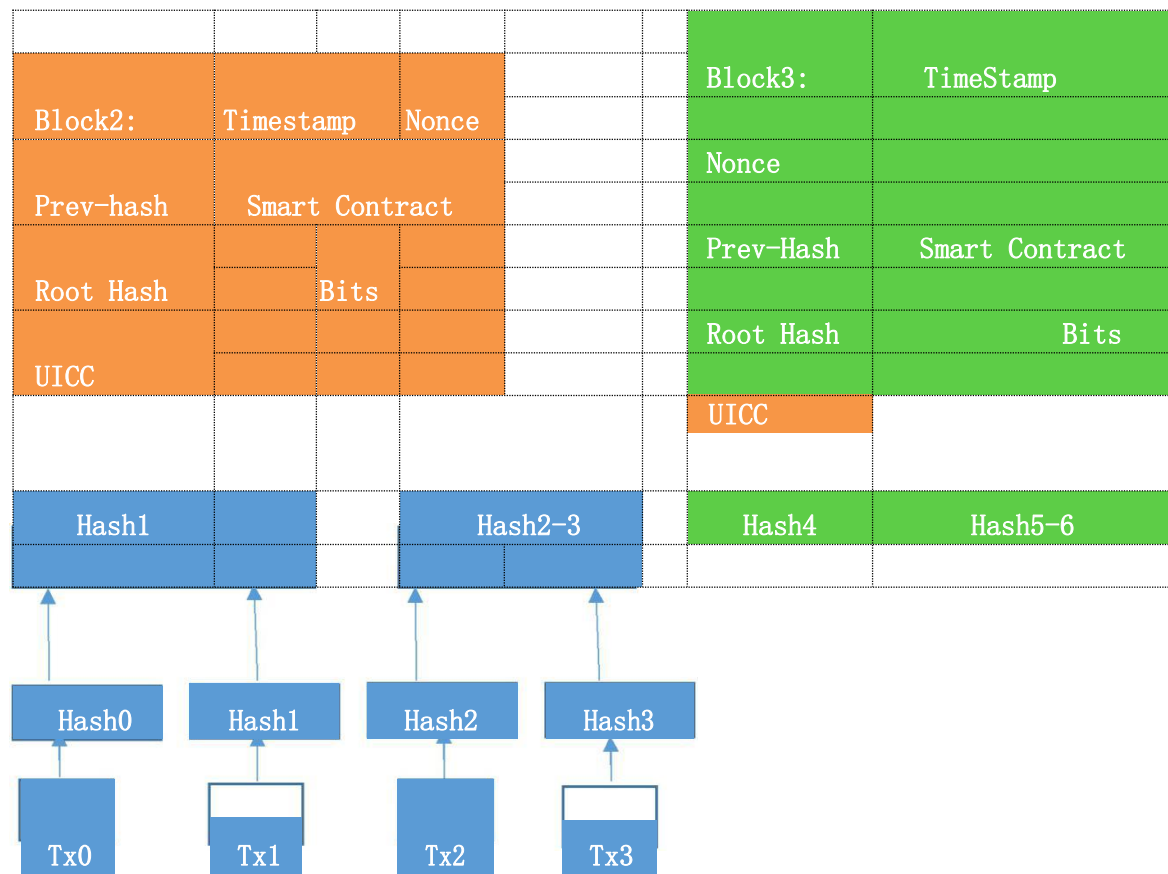 Block3: TimeStamp
Block2: Timestamp Nonce
Nonce
Prev-hash Smart Contract
Prev-Hash Smart Contract
Root Hash Bits
Root Hash Bits
UICC
UICC
Hash1 Hash2-3 Hash4 Hash5-6
Hash0 Hash1 Hash2 Hash3
Tx0 Tx1 Tx2 Tx3